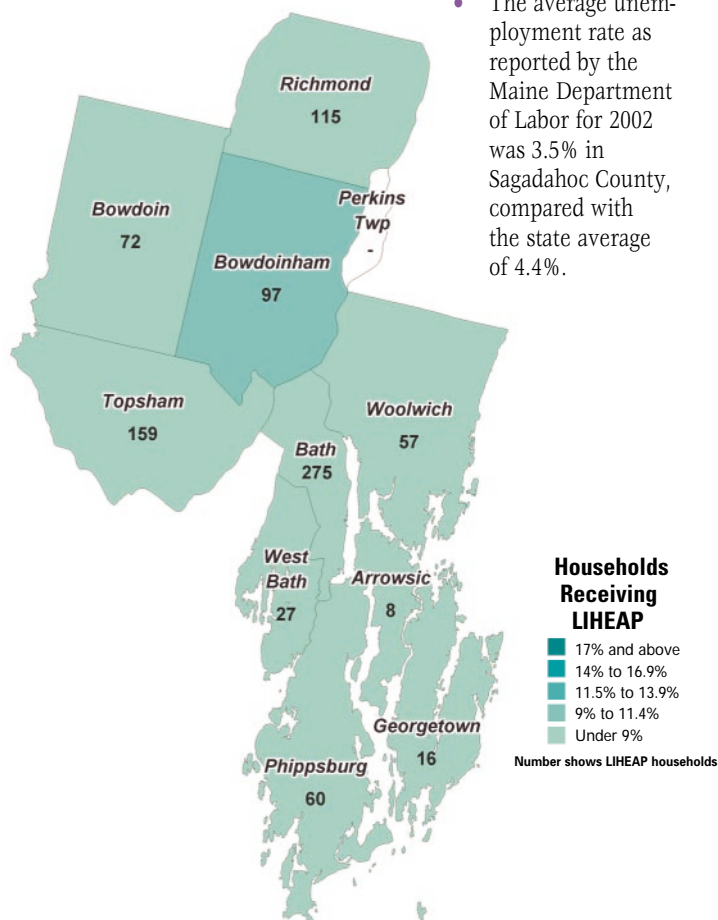 • The average unem-
ployment rate as
reported by the
Maine Department
of Labor for 2002
was 3.5% in
Sagadahoc County,
compared with
the state average
of 4.4%.
Richmond
115
Perkins
Twp
-
Bowdoin
72
Bowdoinham
97
Topsham
159
Woolwich
57
Bath
275
West
Bath
27
Arrowsic
8
Georgetown
16
Phippsburg
60
Households
Receiving
LIHEAP
17% and above
14% to 16.9%
11.5% to 13.9%
9% to 11.4%
Under 9%
Number shows LIHEAP households